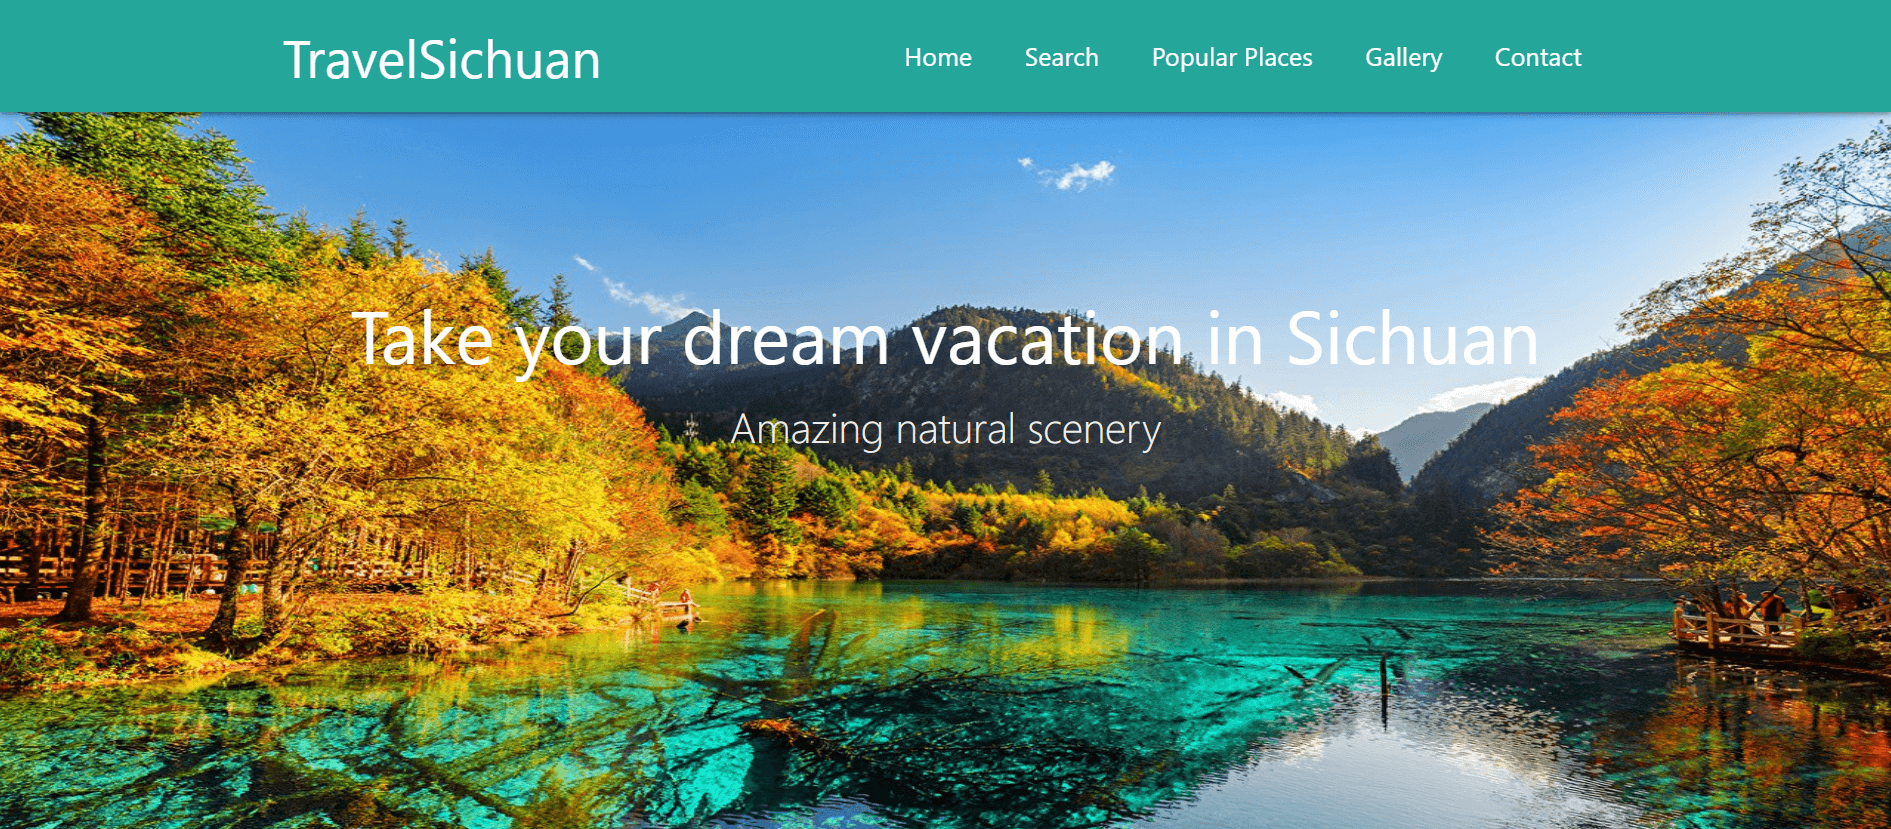 TravelSichuan
Home Search Popular Places Gallery Contact
Take your dream vacation in Sichuan
Amazing natural scenery